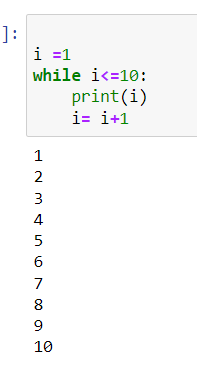 ]:
i =1
while i<=10:
    print(i)
    i= i+1
1
2
3
4
5
6
7
8
9
10